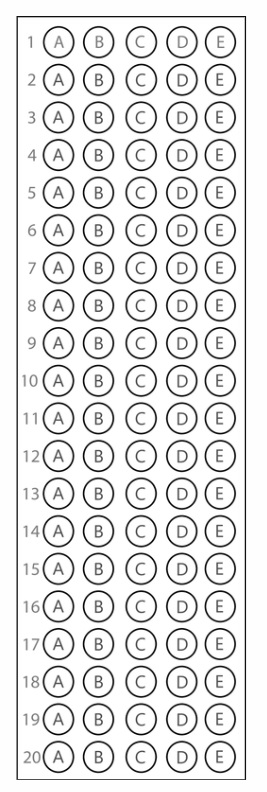 1 A B C D E
2 A B C D E
3 A B C D E
4 A B C D E
5 A B C D E
6 A B C D E
7 A B C D E
8 A B C D E
9 A B C D E
10 A B C D E
11 A B C D E
12 A B C D E
13 A B C D E
14 A B C D E
15 A B C D E
16 A B C D E
17 A B C D E
18 A B C D E
19 A B C D E
20 A B C D E